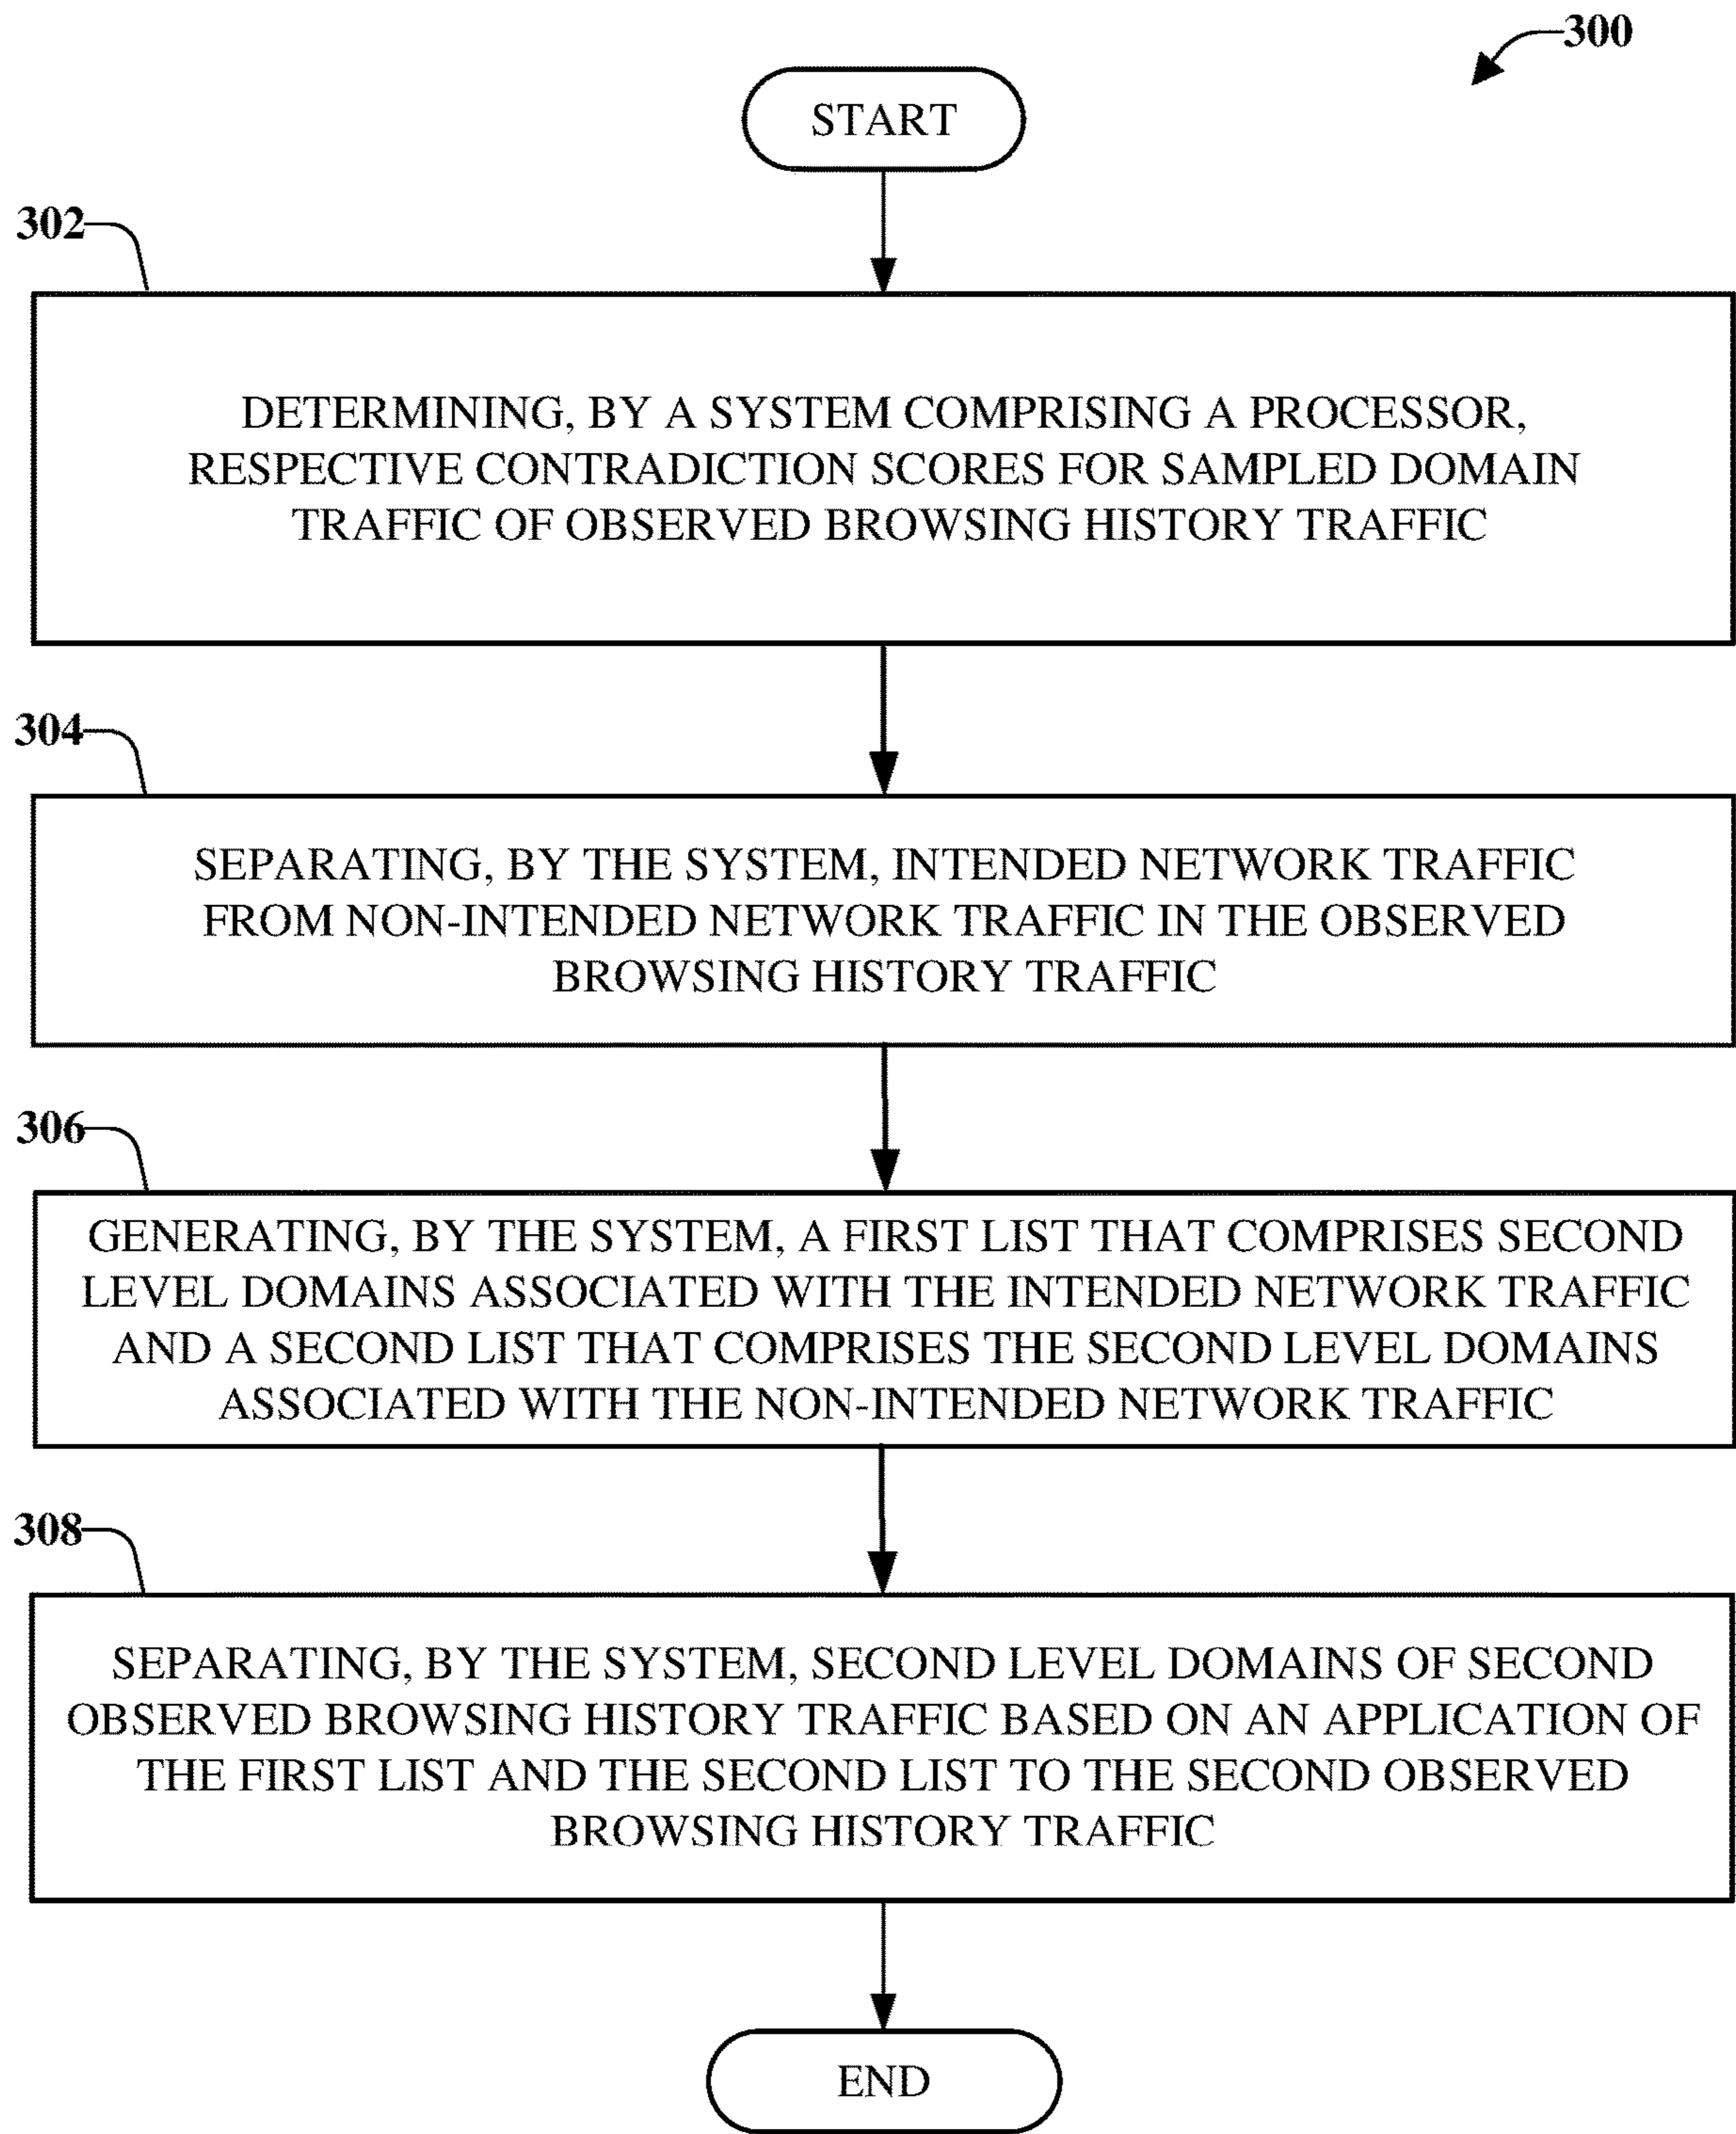 300
START
302
DETERMINING, BY A SYSTEM COMPRISING A PROCESSOR,
RESPECTIVE CONTRADICTION SCORES FOR SAMPLED DOMAIN
TRAFFIC OF OBSERVED BROWSING HISTORY TRAFFIC
304
SEPARATING, BY THE SYSTEM, INTENDED NETWORK TRAFFIC
FROM NON-INTENDED NETWORK TRAFFIC IN THE OBSERVED
BROWSING HISTORY TRAFFIC
306
GENERATING, BY THE SYSTEM, A FIRST LIST THAT COMPRISES SECOND
LEVEL DOMAINS ASSOCIATED WITH THE INTENDED NETWORK TRAFFIC
AND A SECOND LIST THAT COMPRISES THE SECOND LEVEL DOMAINS
ASSOCIATED WITH THE NON-INTENDED NETWORK TRAFFIC
308
SEPARATING, BY THE SYSTEM, SECOND LEVEL DOMAINS OF SECOND
OBSERVED BROWSING HISTORY TRAFFIC BASED ON AN APPLICATION OF
THE FIRST LIST AND THE SECOND LIST TO THE SECOND OBSERVED
BROWSING HISTORY TRAFFIC
END